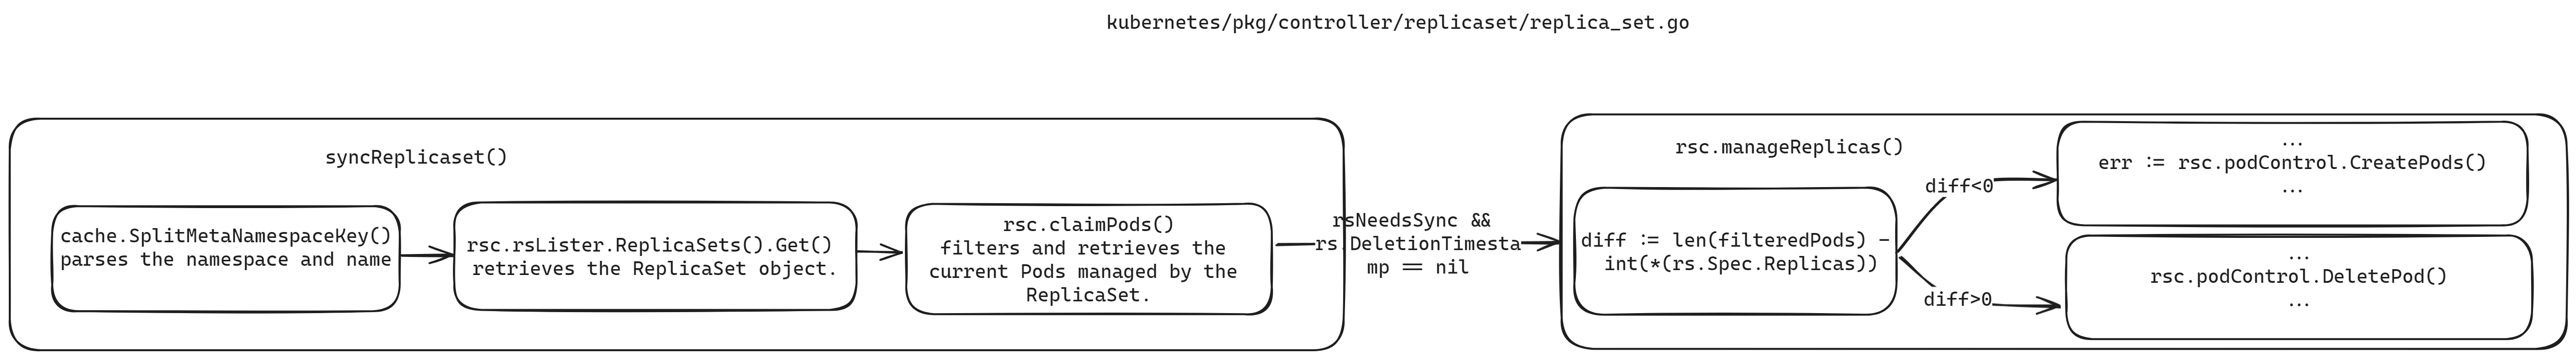 kubernetes/pkg/controller/replicaset/replica_set.go
syncReplicaset()
cache.SplitMetaNamespaceKey()
parses the namespace and name
rsc.rsLister.ReplicaSets().Get()
retrieves the ReplicaSet object.
rsc.claimPods()
filters and retrieves the
current Pods managed by the
ReplicaSet.
rsNeedsSync &&
rs.DeletionTimesta
mp == nil
rsc.manageReplicas()
diff := len(filteredPods) -
int(*(rs.Spec.Replicas))
diff<0
...
err := rsc.podControl.CreatePods()
...
diff>0
...
rsc.podControl.DeletePod()
...